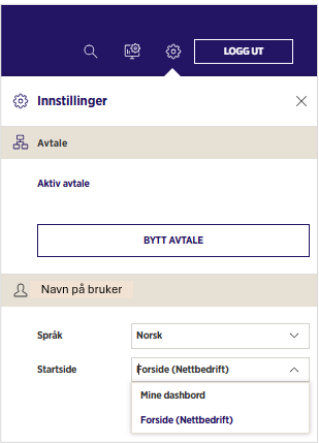 LOGG UT
Innstillinger
Avtale
Aktiv avtale
BYTT AVTALE
Navn på bruker
Språk
Norsk
Startside
Forside (Nettbedrift)
Mine dashbord
Forside (Nettbedrift)